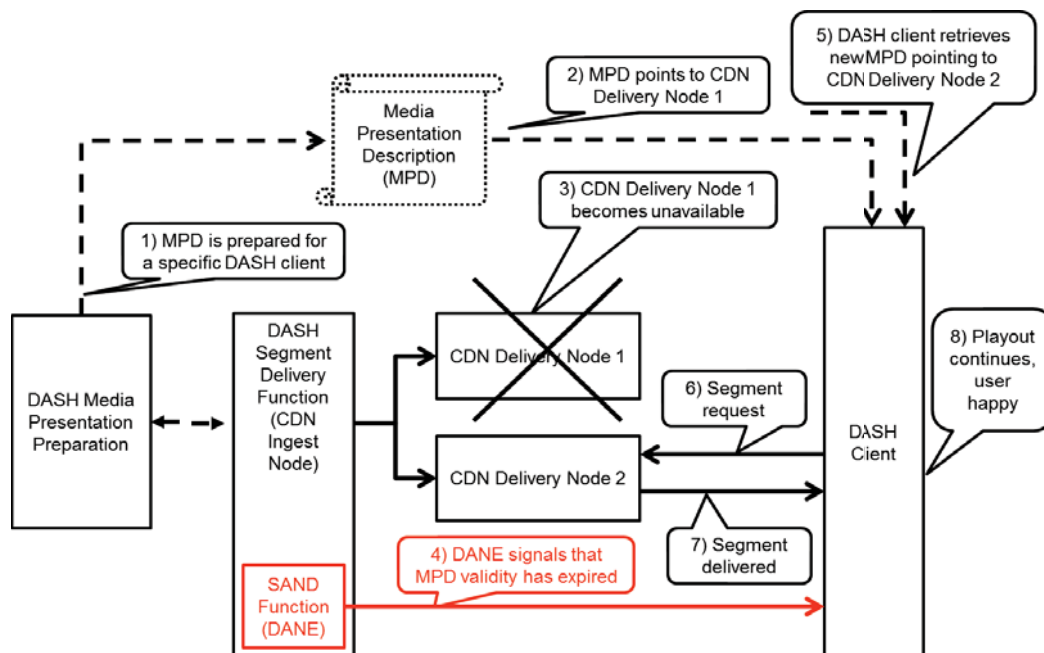 5) DASH client retrieves
new MPD pointing to
CDN Delivery Node 2
2) MPD points to CDN
Delivery Node 1
Media
Presentation
Description
(MPD)
3) CDN Delivery Node 1
becomes unavailable
1) MPD is prepared for
a specific DASH client
DASH Media
Presentation
Preparation
DASH
Segment
Delivery
Function
(CDN
Ingest
Node)
CDN Delivery Node 1
CDN Delivery Node 2
6) Segment
request
7) Segment
delivered
DASH
Client
8) Playout
continues,
user
happy
4) DANE signals that
MPD validity has expired
SAND
Function
(DANE)